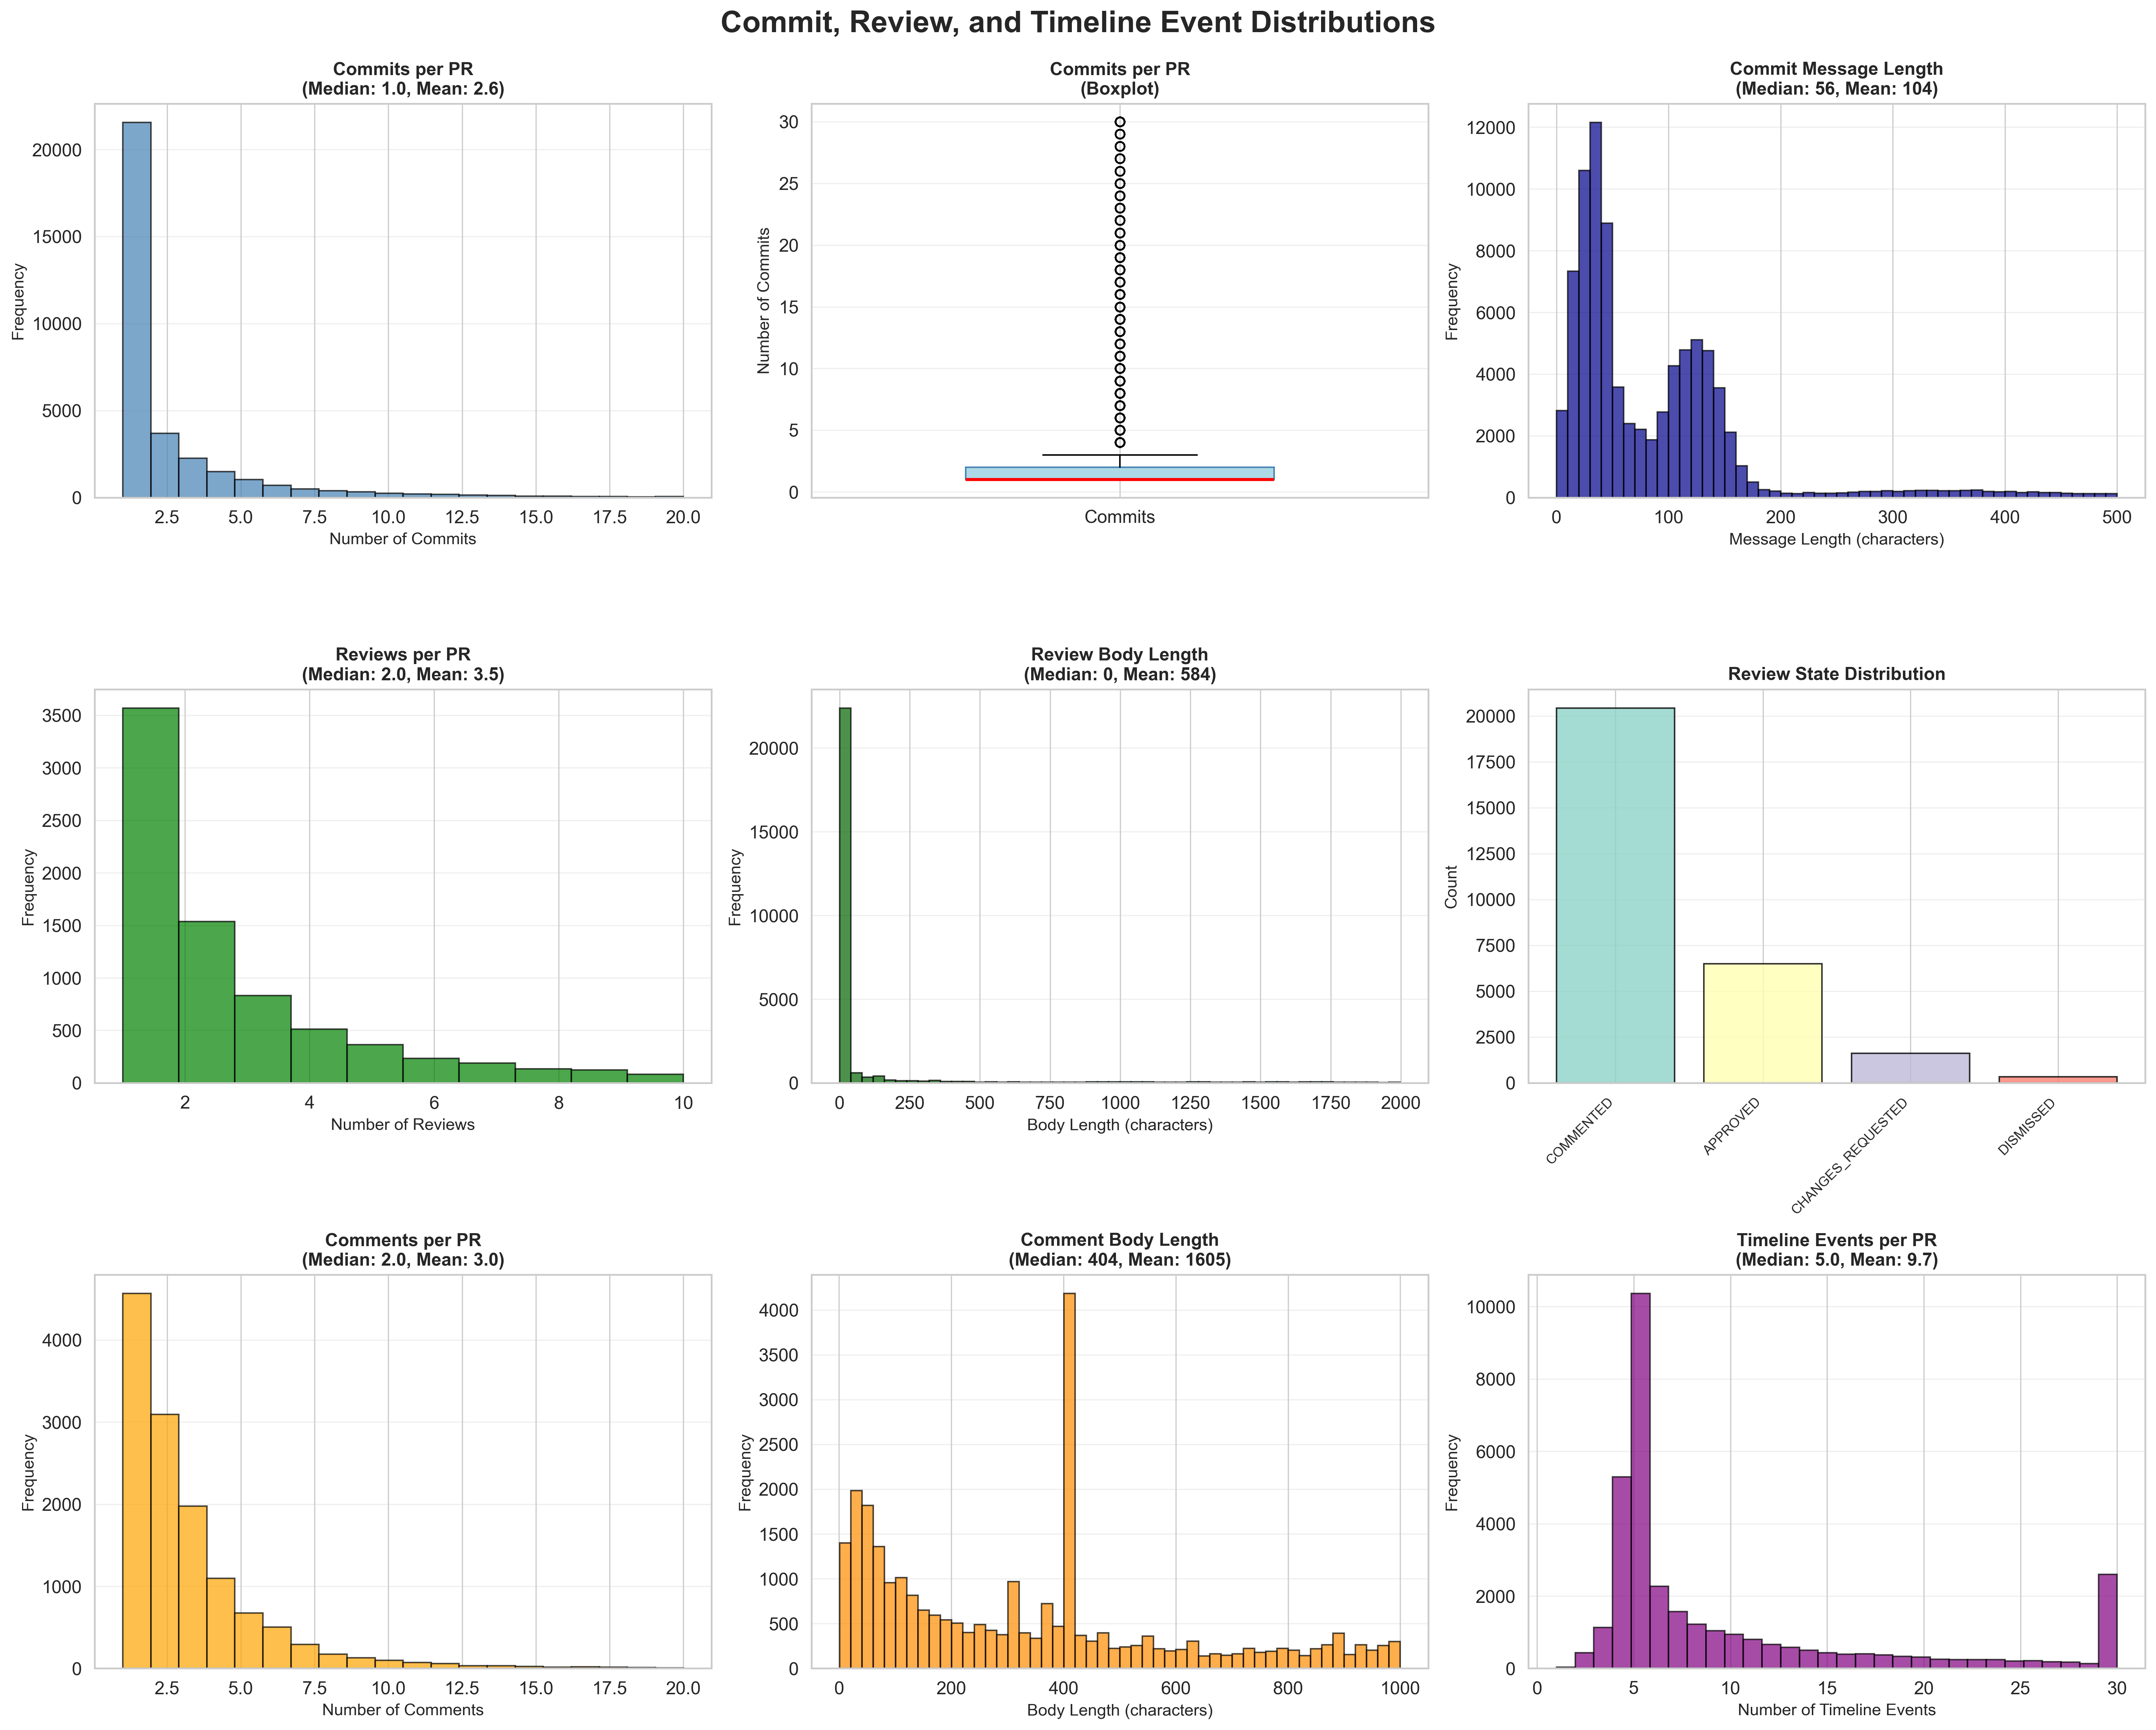 Commit, Review, and Timeline Event Distributions
Commits per PR
(Median: 1.0, Mean: 2.6)
Frequency
20000
15000
10000
5000
0
2.5 5.0 7.5 10.0 12.5 15.0 17.5 20.0
Number of Commits
Commits per PR
(Boxplot)
Number of Commits
30
25
20
15
10
5
0
Commits
Commit Message Length
(Median: 56, Mean: 104)
Frequency
12000
10000
8000
6000
4000
2000
0
0 100 200 300 400 500
Message Length (characters)
Reviews per PR
(Median: 2.0, Mean: 3.5)
Frequency
3500
3000
2500
2000
1500
1000
500
0
2 4 6 8 10
Number of Reviews
Review Body Length
(Median: 0, Mean: 584)
Frequency
20000
15000
10000
5000
0
0 250 500 750 1000 1250 1500 1750 2000
Body Length (characters)
Review State Distribution
Count
20000
17500
15000
12500
10000
7500
5000
2500
0
COMMENTED
APPROVED
CHANGES_REQUESTED
DISMISSED
Comments per PR
(Median: 2.0, Mean: 3.0)
Frequency
4000
3000
2000
1000
0
2.5 5.0 7.5 10.0 12.5 15.0 17.5 20.0
Number of Comments
Comment Body Length
(Median: 404, Mean: 1605)
Frequency
4000
3500
3000
2500
2000
1500
1000
500
0
0 200 400 600 800 1000
Body Length (characters)
Timeline Events per PR
(Median: 5.0, Mean: 9.7)
Frequency
10000
8000
6000
4000
2000
0
0 5 10 15 20 25 30
Number of Timeline Events